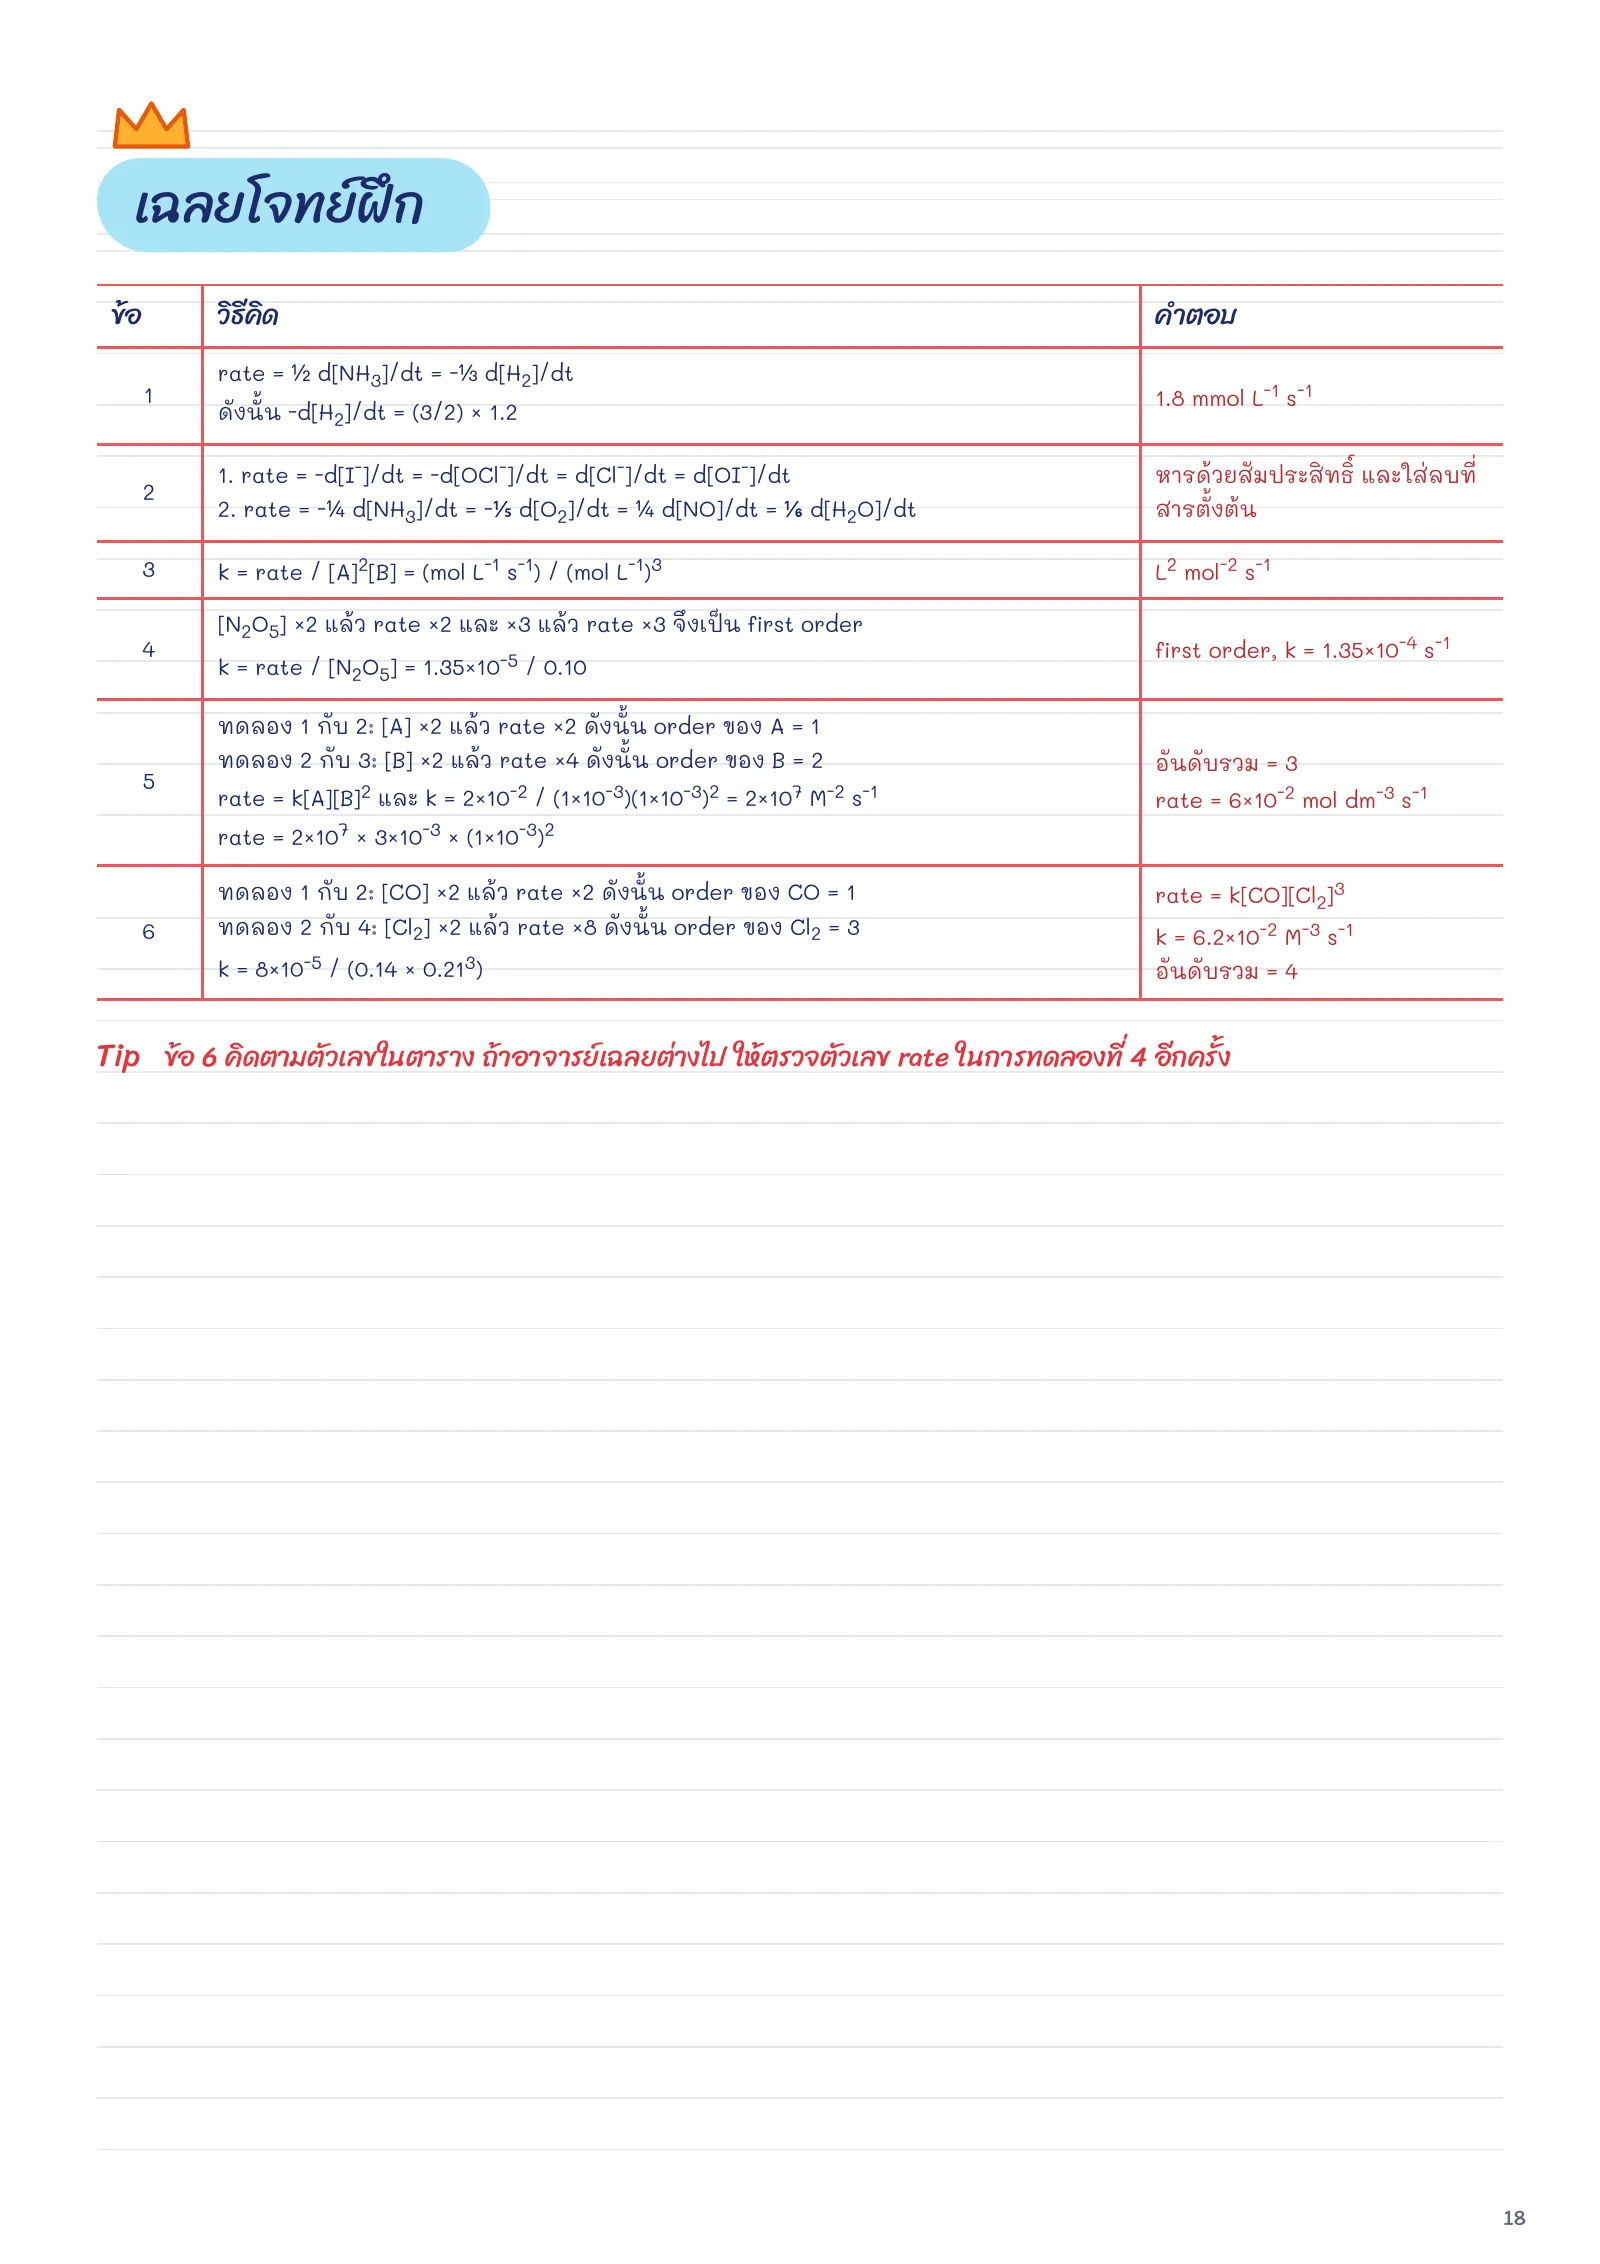 เฉลยโจทย์ฝึก
ข้อ วิธีคิด คำตอบ
1
rate = ½ d[NH₃]/dt = -⅓ d[H₂]/dt
ดังนั้น -d[H₂]/dt = (3/2) × 1.2
1.8 mmol L⁻¹ s⁻¹
2
1. rate = -d[I⁻]/dt = -d[OCl⁻]/dt = d[Cl⁻]/dt = d[OI⁻]/dt
2. rate = -¼ d[NH₃]/dt = -⅕ d[O₂]/dt = ¼ d[NO]/dt = ⅙ d[H₂O]/dt
หารด้วยสัมประสิทธิ์ และใส่ลบที่
สารตั้งต้น
3
k = rate / [A]²[B] = (mol L⁻¹ s⁻¹) / (mol L⁻¹)³
L² mol⁻² s⁻¹
4
[N₂O₅] ×2 แล้ว rate ×2 และ ×3 แล้ว rate ×3 จึงเป็น first order
k = rate / [N₂O₅] = 1.35×10⁻⁵ / 0.10
first order, k = 1.35×10⁻⁴ s⁻¹
5
ทดลอง 1 กับ 2: [A] ×2 แล้ว rate ×2 ดังนั้น order ของ A = 1
ทดลอง 2 กับ 3: [B] ×2 แล้ว rate ×4 ดังนั้น order ของ B = 2
rate = k[A][B]² และ k = 2×10⁻² / (1×10⁻³)(1×10⁻³)² = 2×10⁷ M⁻² s⁻¹
rate = 2×10⁷ × 3×10⁻³ × (1×10⁻³)²
อันดับรวม = 3
rate = 6×10⁻² mol dm⁻³ s⁻¹
6
ทดลอง 1 กับ 2: [CO] ×2 แล้ว rate ×2 ดังนั้น order ของ CO = 1
ทดลอง 2 กับ 4: [Cl₂] ×2 แล้ว rate ×8 ดังนั้น order ของ Cl₂ = 3
k = 8×10⁻⁵ / (0.14 × 0.21³)
rate = k[CO][Cl₂]³
k = 6.2×10⁻² M⁻³ s⁻¹
อันดับรวม = 4
Tip ข้อ 6 คิดตามตัวเลขในตาราง ถ้าอาจารย์เฉลยต่างไป ให้ตรวจตัวเลข rate ในการทดลองที่ 4 อีกครั้ง
18